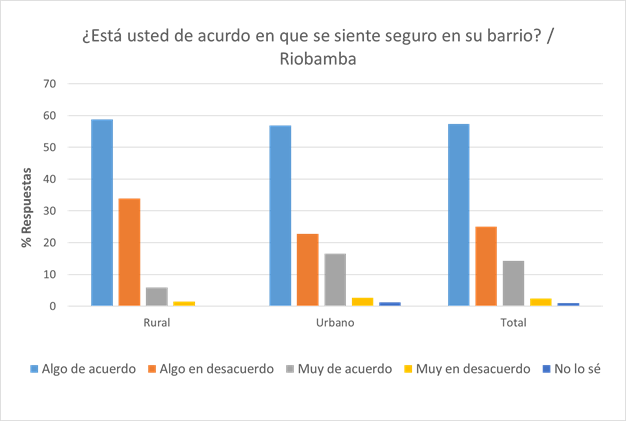 ¿Está usted de acurdo en que se siente seguro en su barrio? /
Riobamba
% Respuestas
70
60
50
40
30
20
10
0
Rural
Urbano
Total
Algo de acuerdo
Algo en desacuerdo
Muy de acuerdo
Muy en desacuerdo
No lo sé